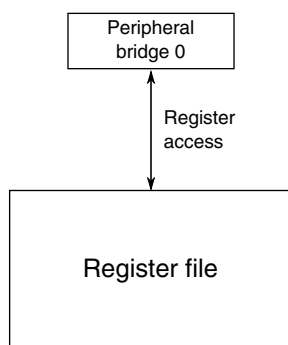 Peripheral
bridge 0
Register
access
Register file